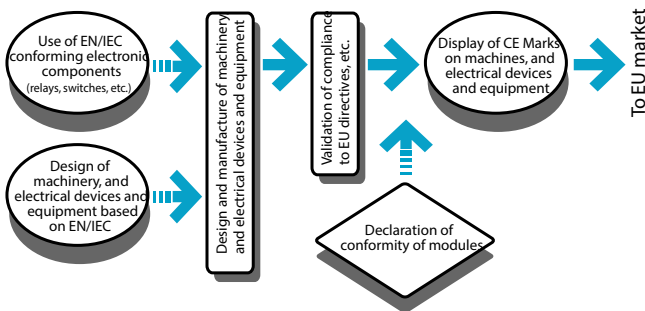 Use of EN/IEC
conforming electronic
components
(relays, switches, etc.)
Design of
machinery, and
electrical devices and
equipment based
on EN/IEC
Design and manufacture of machinery
and electrical devices and equipment
Validation of compliance
to EU directives, etc.
Declaration of
conformity of modules
Display of CE Marks
on machines, and
electrical devices
and equipment
To EU market